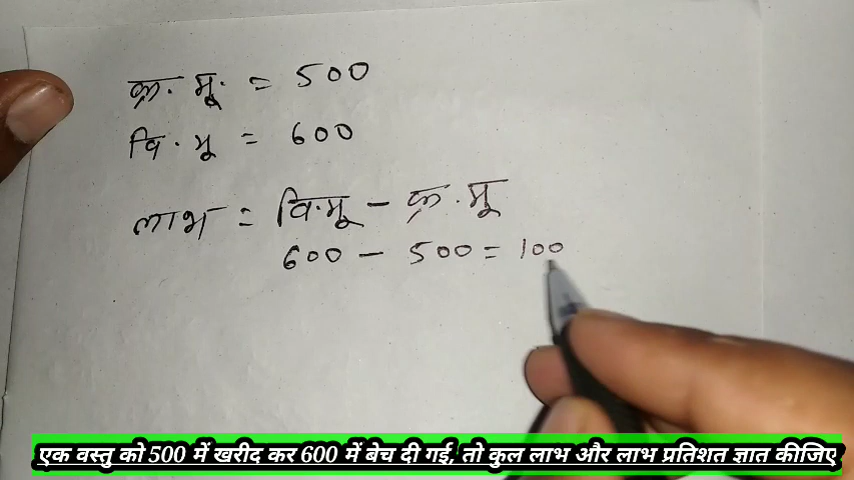 क्र. मू. = 500
वि. मू = 600
लाभ = वि.मू - क्र.मू
600 - 500 = 100
एक वस्तु को 500 में खरीद कर 600 में बेच दी गई, तो कुल लाभ और लाभ प्रतिशत ज्ञात कीजिए